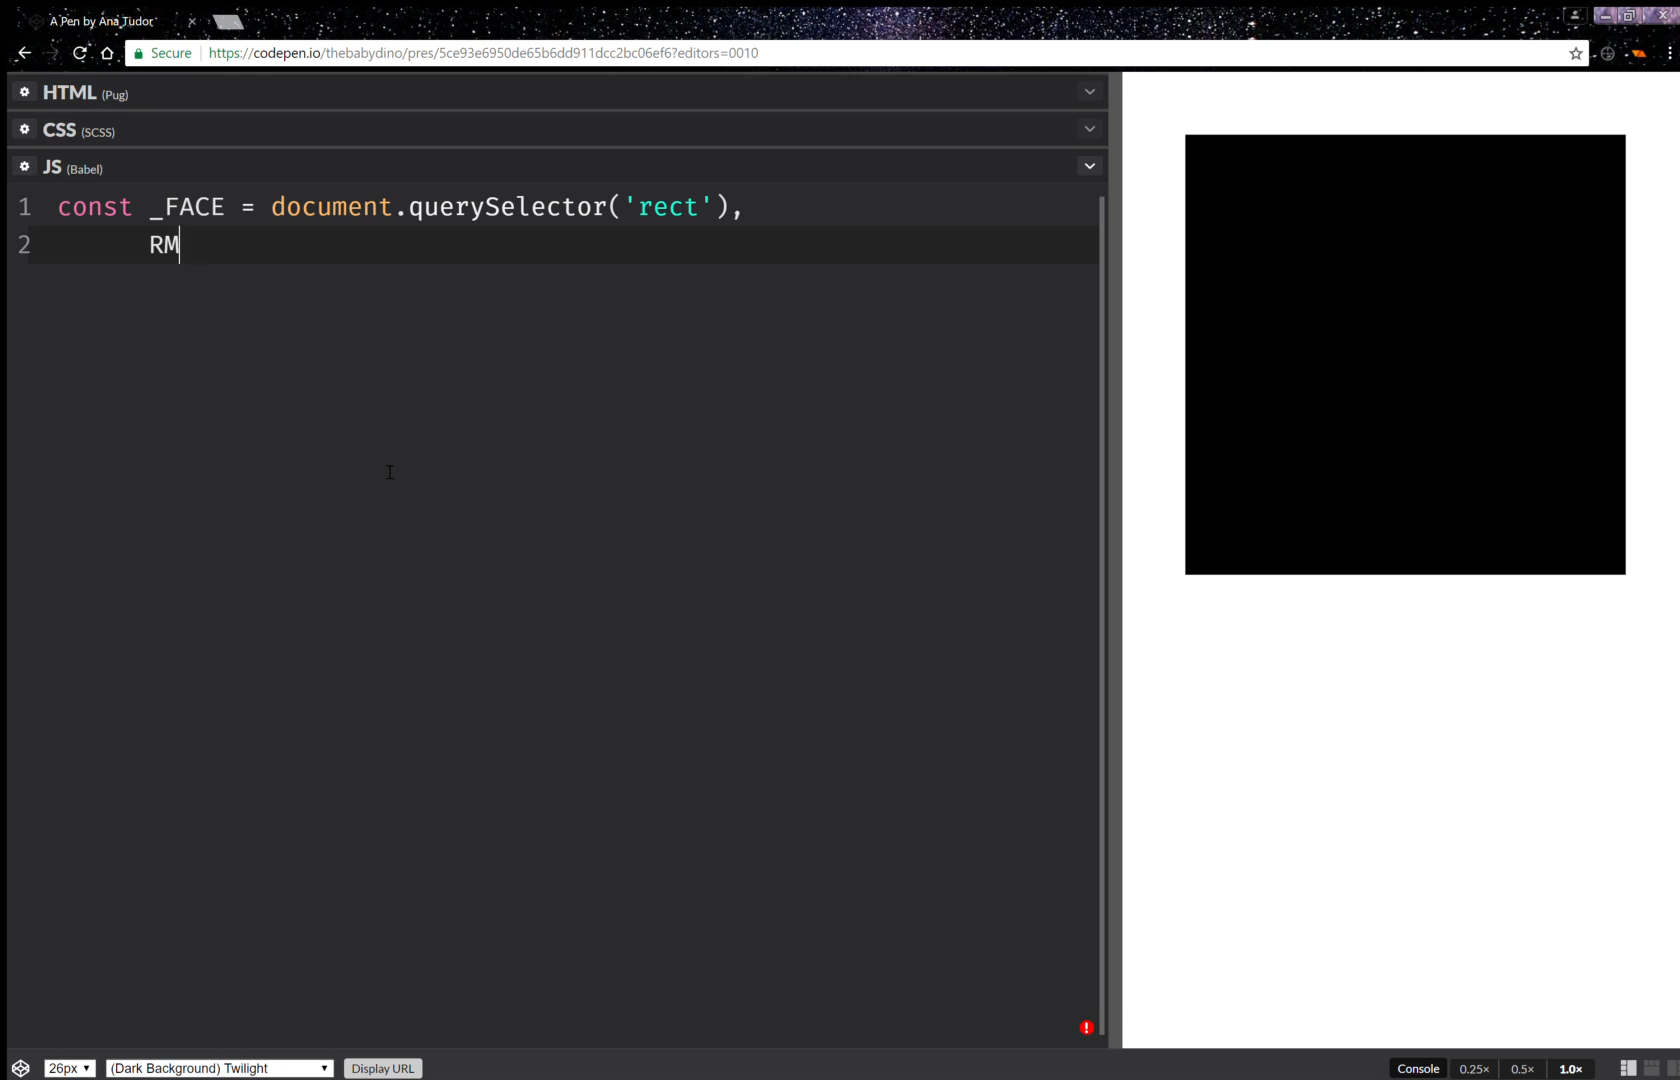 A Pen by Ana Tudor
Secure https://codepen.io/thebabydino/pres/5ce93e6950de65b6dd911dcc2bc06ef6?editors=0010
HTML (Pug)
CSS (SCSS)
JS (Babel)
1 const _FACE = document.querySelector('rect'),
2 RM
26px (Dark Background) Twilight Display URL Console 0.25× 0.5× 1.0×